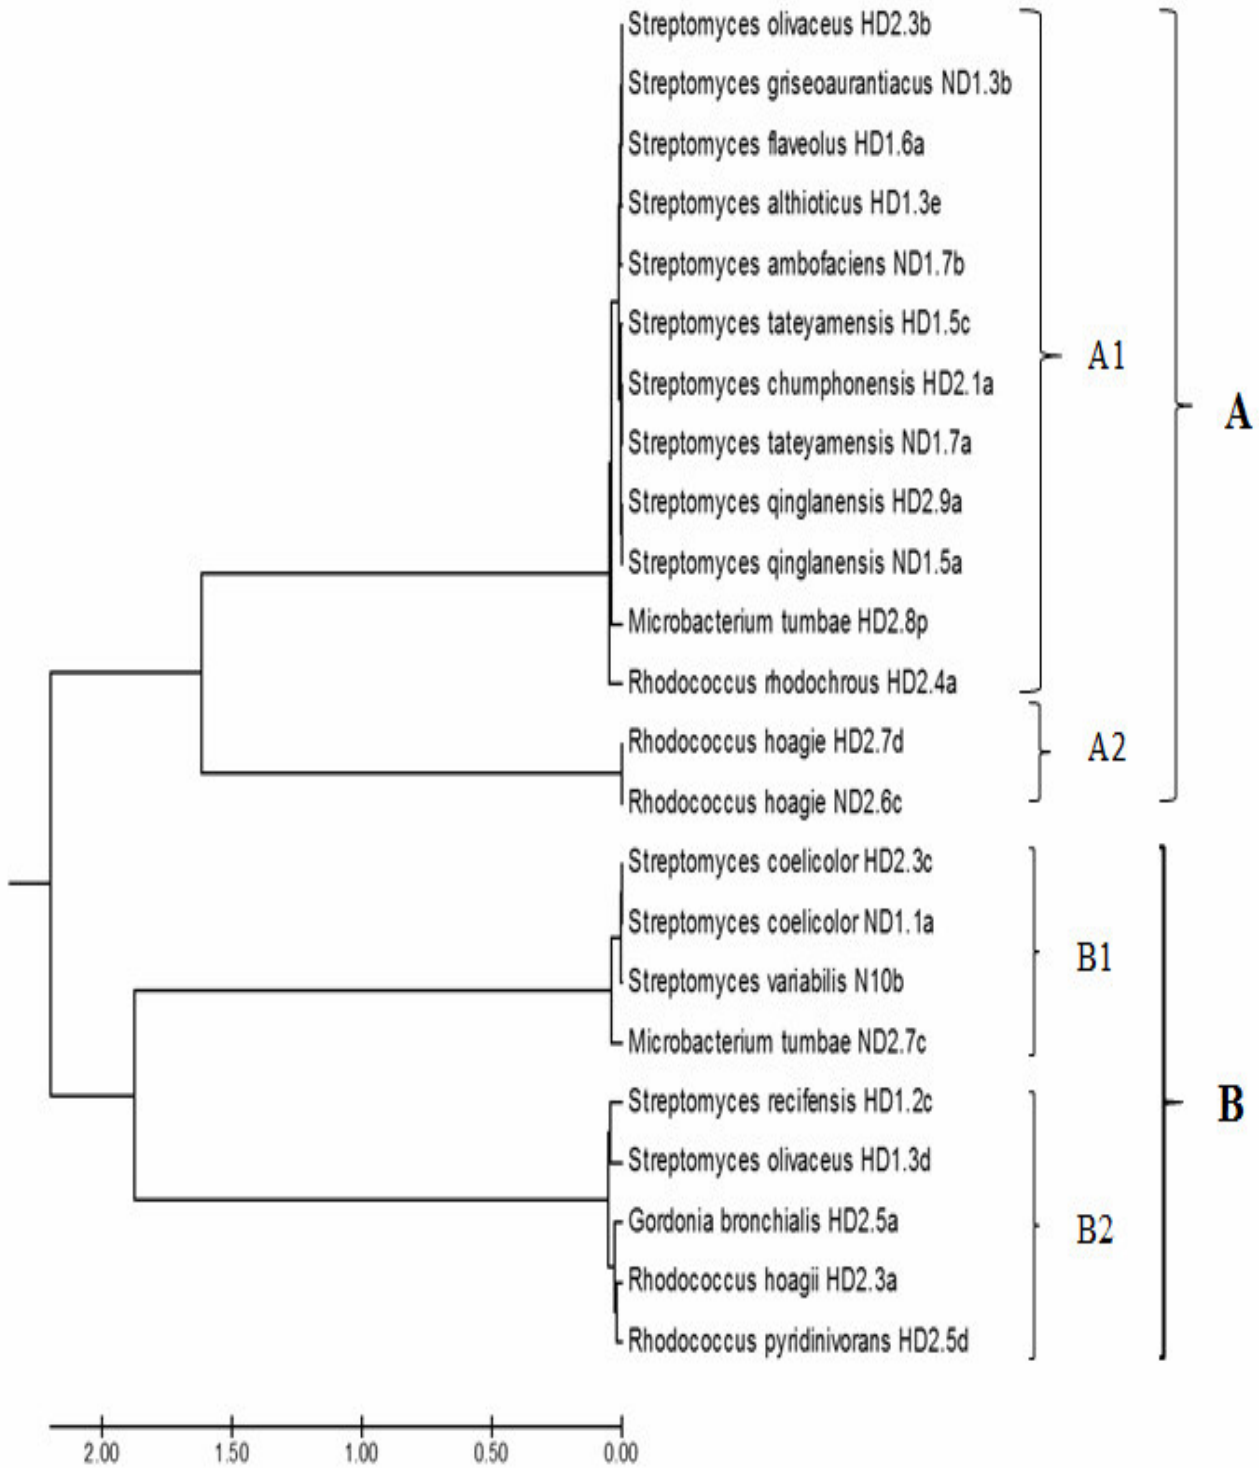 Streptomyces olivaceus HD2.3b
Streptomyces griseoaurantiacus ND1.3b
Streptomyces flaveolus HD1.6a
Streptomyces althioticus HD1.3e
Streptomyces ambofaciens ND1.7b
Streptomyces tateyamensis HD1.5c
A1
Streptomyces chumphonensis HD2.1a
A
Streptomyces tateyamensis ND1.7a
Streptomyces qinglanensis HD2.9a
Streptomyces qinglanensis ND1.5a
Microbacterium tumbae HD2.8p
Rhodococcus rhodochrous HD2.4a
Rhodococcus hoagie HD2.7d
A2
Rhodococcus hoagie ND2.6c
Streptomyces coelicolor HD2.3c
Streptomyces coelicolor ND1.1a
B1
Streptomyces variabilis N10b
Microbacterium tumbae ND2.7c
Streptomyces recifensis HD1.2c
B
Streptomyces olivaceus HD1.3d
Gordonia bronchialis HD2.5a
B2
Rhodococcus hoagii HD2.3a
Rhodococcus pyridinivorans HD2.5d
2.00 1.50 1.00 0.50 0.00